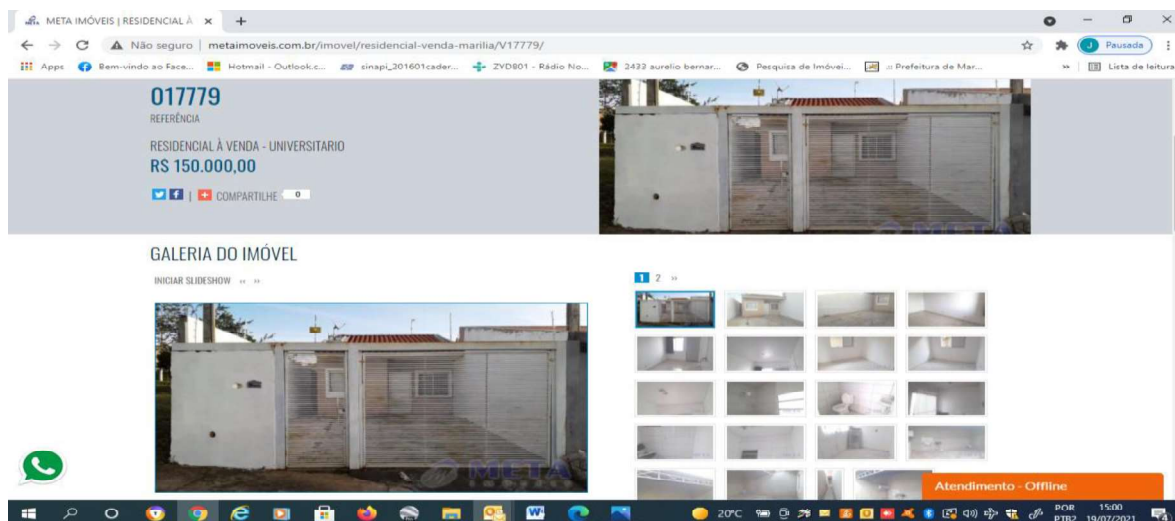 META IMÓVEIS | RESIDENCIAL À
Não seguro | metaimoveis.com.br/imovel/residencial-venda-marilia/V17779/
Pausada
Apps
Bem-vindo ao Face...
Hotmail - Outlook.c...
sinapi_201601cader...
ZYD801 - Rádio No...
2433 aurelio bernar...
Pesquisa de Imóvei...
.:: Prefeitura de Mar...
Lista de leitura
017779
REFERÊNCIA
RESIDENCIAL À VENDA - UNIVERSITARIO
R$ 150.000,00
COMPARTILHE 0
GALERIA DO IMÓVEL
INICIAR SLIDESHOW ‹‹ ››
1 2 ››
META
Atendimento - Offline
20°C
POR
PTB2
15:00
19/07/2021